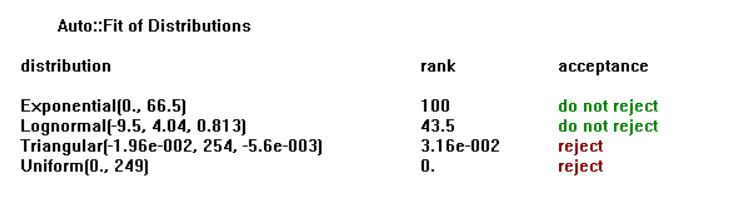 Auto::Fit of Distributions
distribution rank acceptance
Exponential(0., 66.5) 100 do not reject
Lognormal(-9.5, 4.04, 0.813) 43.5 do not reject
Triangular(-1.96e-002, 254, -5.6e-003) 3.16e-002 reject
Uniform(0., 249) 0. reject